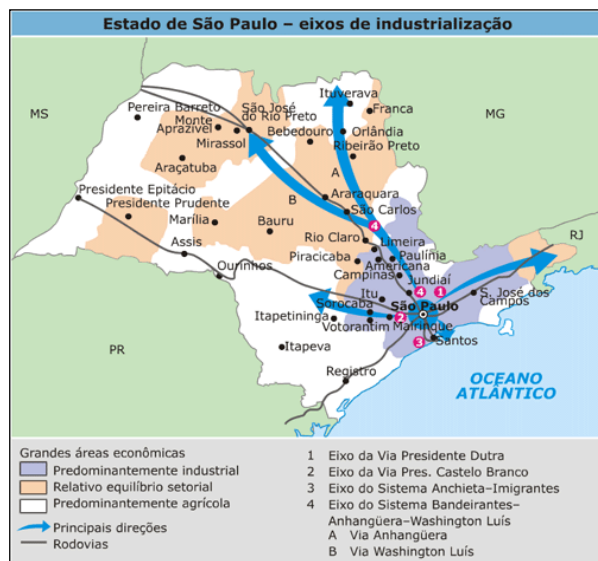 Estado de São Paulo – eixos de industrialização
MS
MG
RJ
PR
Pereira Barreto
São José
do Rio Preto
Monte
Aprazível
Mirassol
Ituverava
Franca
Bebedouro
Orlândia
Ribeirão Preto
Araçatuba
A
Presidente Epitácio
Presidente Prudente
B
Araraquara
São Carlos
Marília
Bauru
4
Rio Claro
Limeira
Assis
Piracicaba
Paulínia
Americana
Ourinhos
Campinas
Jundiaí
Itu
4
1
S. José dos
Campos
Sorocaba
São Paulo
Itapetininga
2
Votorantim
Mairinque
3
Santos
Itapeva
Registro
OCEANO
ATLÂNTICO
Grandes áreas econômicas
Predominantemente industrial
Relativo equilíbrio setorial
Predominantemente agrícola
Principais direções
Rodovias
1 Eixo da Via Presidente Dutra
2 Eixo da Via Pres. Castelo Branco
3 Eixo do Sistema Anchieta–Imigrantes
4 Eixo do Sistema Bandeirantes–
Anhangüera–Washington Luís
A Via Anhangüera
B Via Washington Luís